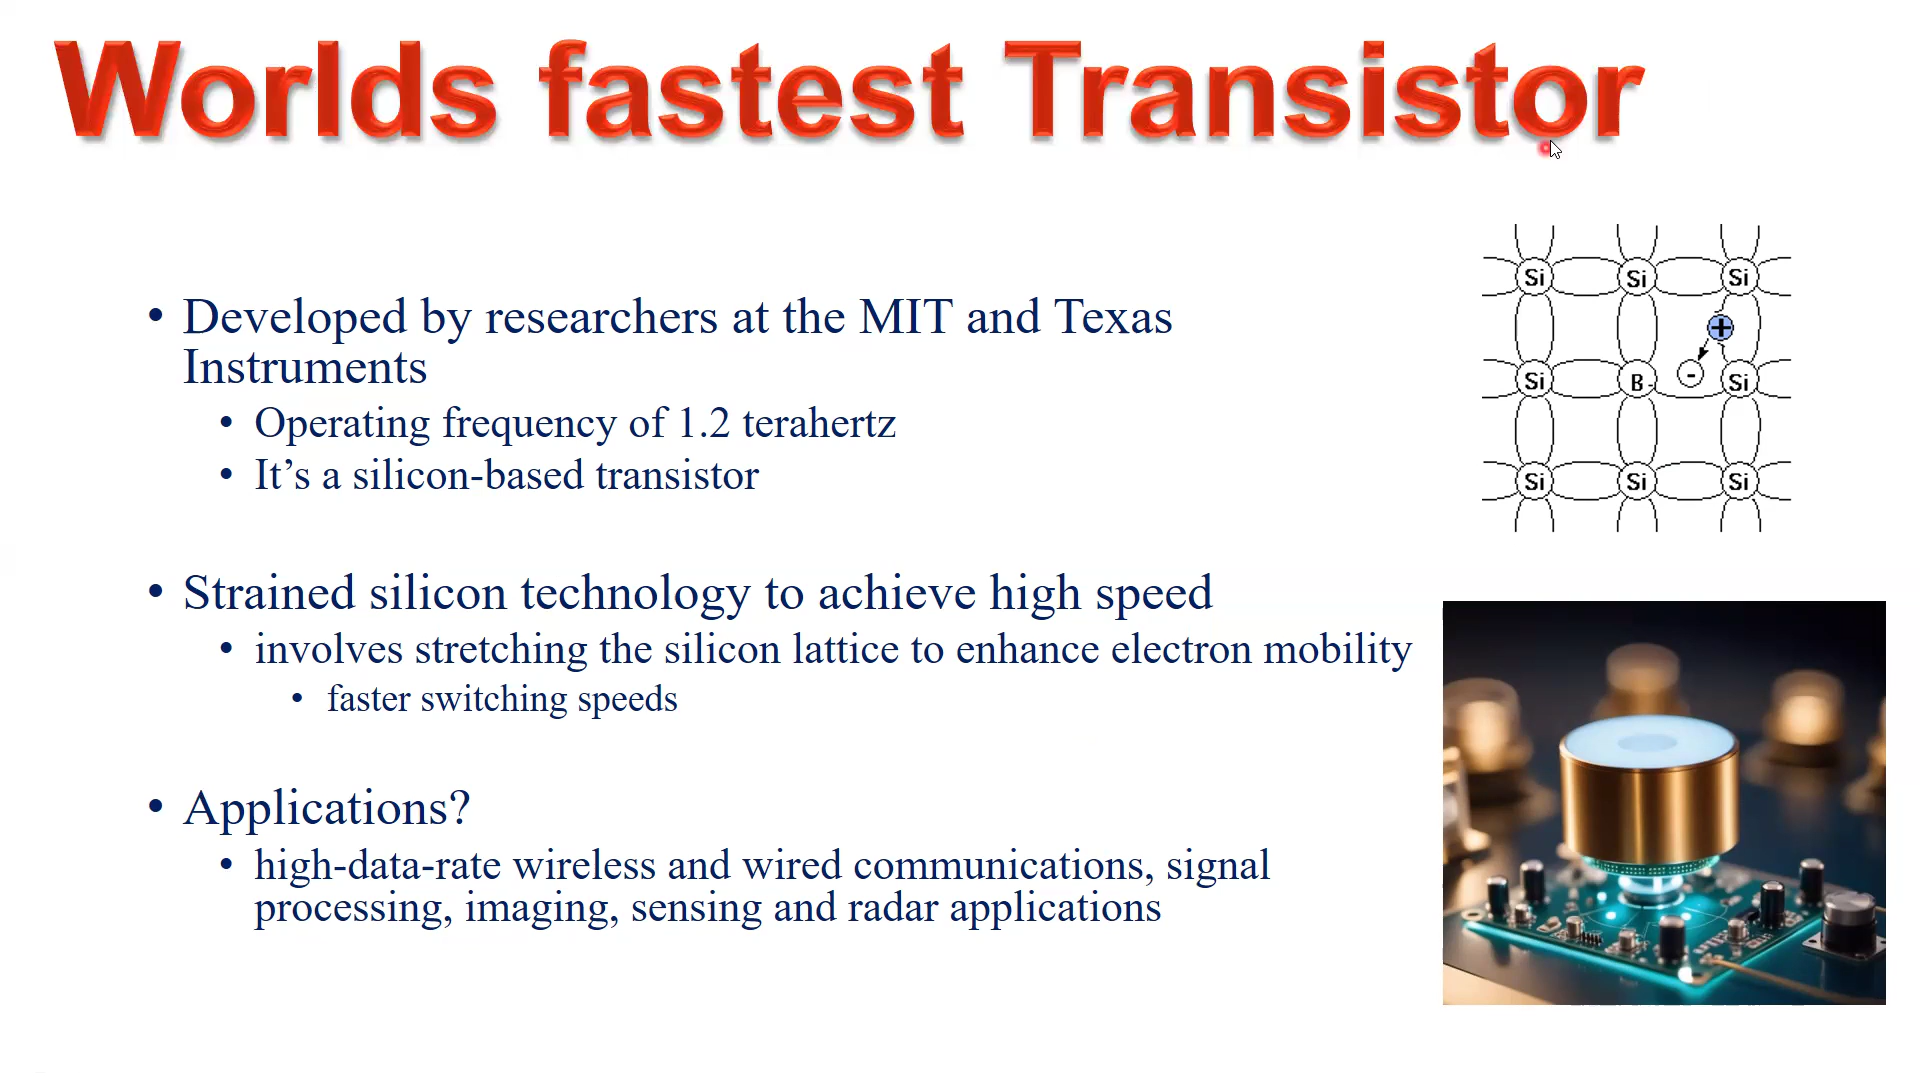 Worlds fastest Transistor
• Developed by researchers at the MIT and Texas
Instruments
• Operating frequency of 1.2 terahertz
• It’s a silicon-based transistor
• Strained silicon technology to achieve high speed
• involves stretching the silicon lattice to enhance electron mobility
• faster switching speeds
• Applications?
• high-data-rate wireless and wired communications, signal
processing, imaging, sensing and radar applications
Si Si Si
+
Si B- - Si
Si Si Si